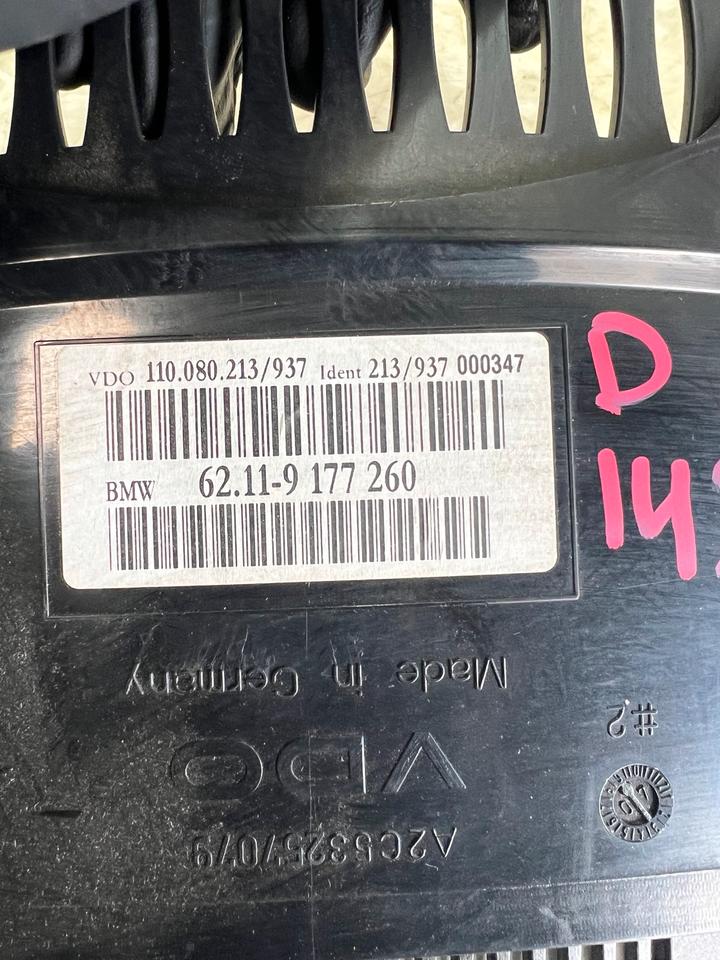 VDO 110.080.213/937 Ident 213/937 000347
BMW 62.11-9 177 260
D
14
Made in Germany
#2
VDO
A2C53257079